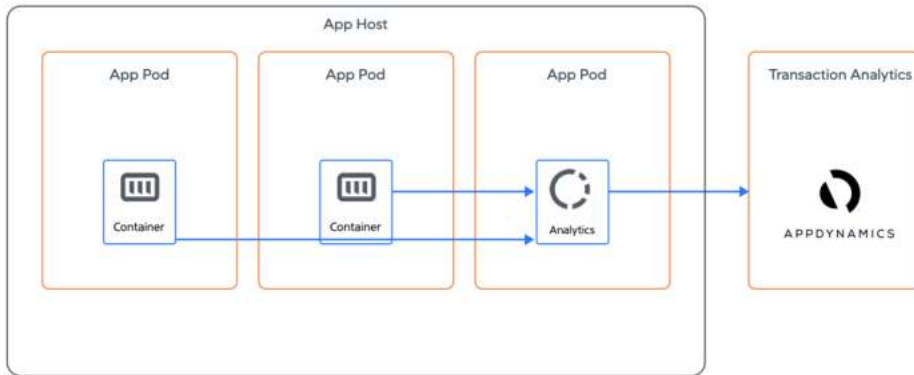 App Host
App Pod
App Pod
App Pod
Transaction Analytics
Container
Container
Analytics
APPDYNAMICS